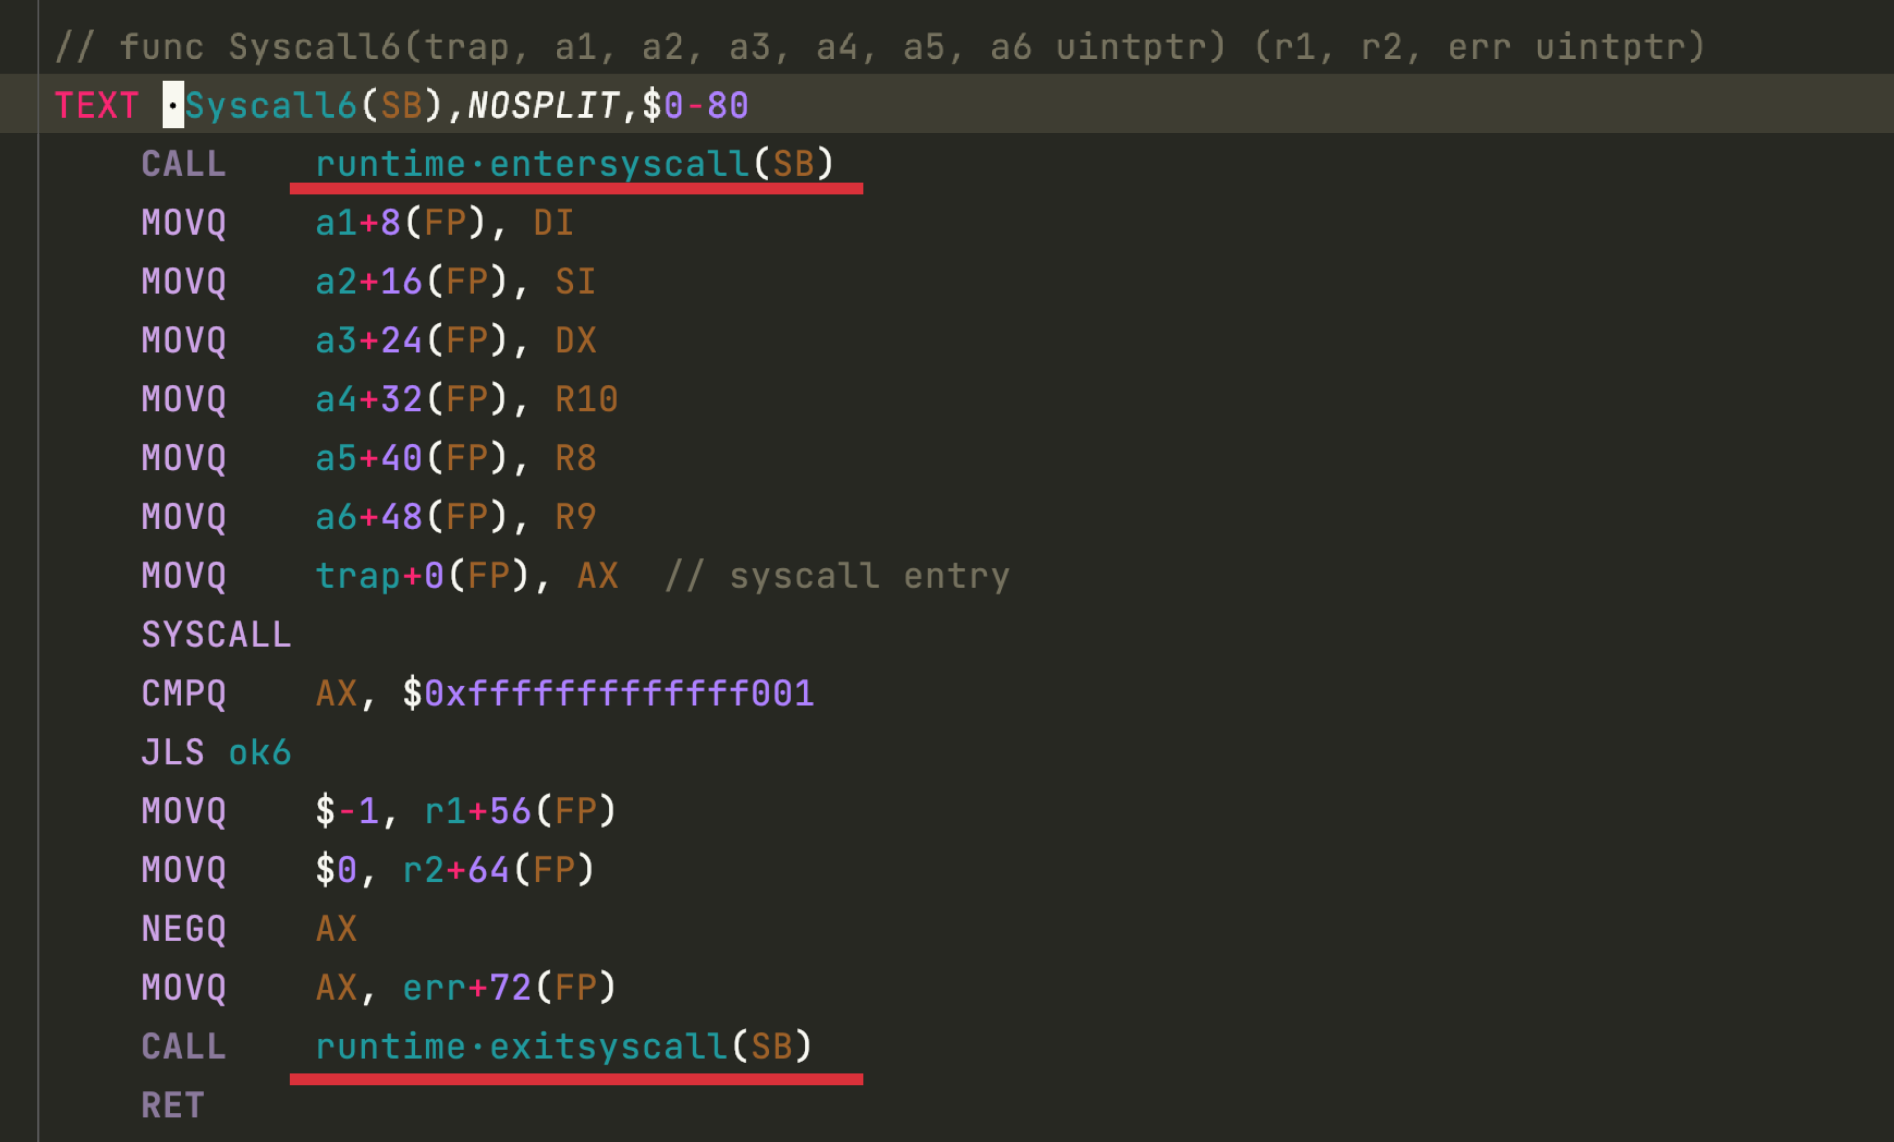 // func Syscall6(trap, a1, a2, a3, a4, a5, a6 uintptr) (r1, r2, err uintptr)
TEXT ·Syscall6(SB),NOSPLIT,$0-80
CALL runtime·entersyscall(SB)
MOVQ a1+8(FP), DI
MOVQ a2+16(FP), SI
MOVQ a3+24(FP), DX
MOVQ a4+32(FP), R10
MOVQ a5+40(FP), R8
MOVQ a6+48(FP), R9
MOVQ trap+0(FP), AX // syscall entry
SYSCALL
CMPQ AX, $0xfffffffffffff001
JLS ok6
MOVQ $-1, r1+56(FP)
MOVQ $0, r2+64(FP)
NEGQ AX
MOVQ AX, err+72(FP)
CALL runtime·exitsyscall(SB)
RET